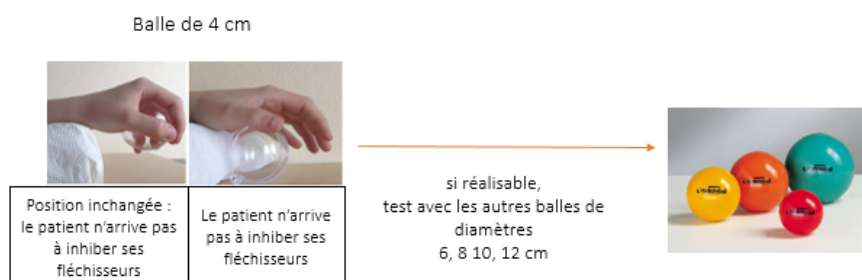 Balle de 4 cm
Position inchangée :
le patient n'arrive pas
à inhiber ses
fléchisseurs
Le patient n'arrive
pas à inhiber ses
fléchisseurs
si réalisable,
test avec les autres balles de
diamètres
6, 8 10, 12 cm